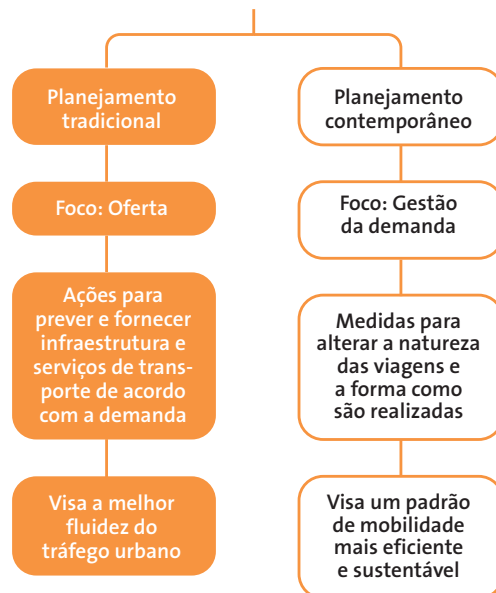 Planejamento
tradicional
Foco: Oferta
Ações para
prever e fornecer
infraestrutura e
serviços de trans-
porte de acordo
com a demanda
Visa a melhor
fluidez do
tráfego urbano
Planejamento
contemporâneo
Foco: Gestão
da demanda
Medidas para
alterar a natureza
das viagens e
a forma como
são realizadas
Visa um padrão
de mobilidade
mais eficiente
e sustentável